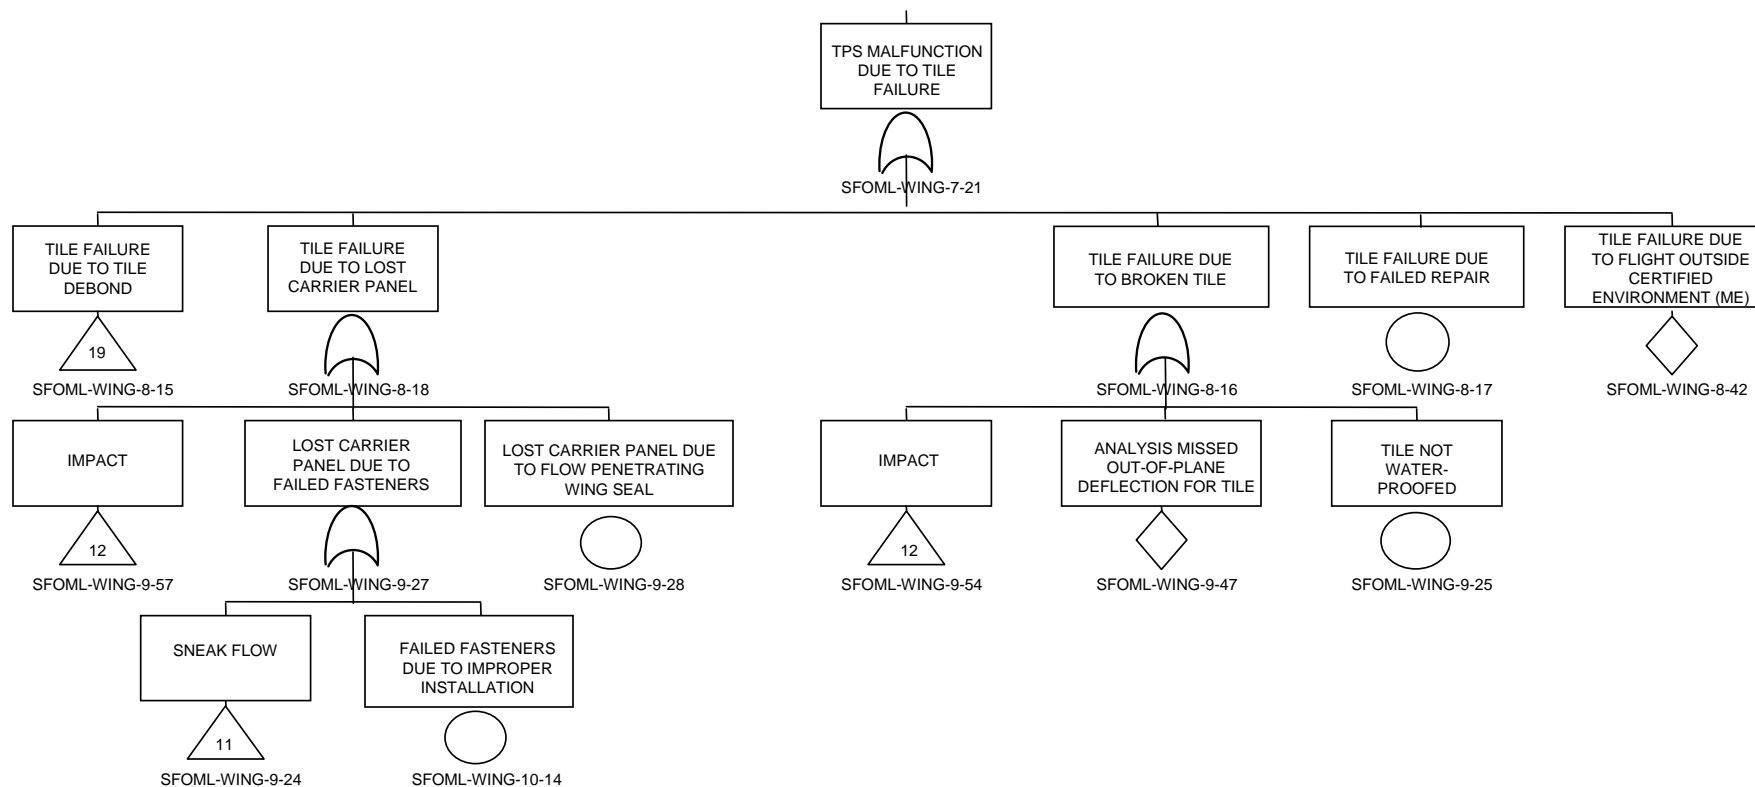 TPS MALFUNCTION
DUE TO TILE
FAILURE
SFOML-WING-7-21
TILE FAILURE
DUE TO TILE
DEBOND
19
SFOML-WING-8-15
TILE FAILURE
DUE TO LOST
CARRIER PANEL
SFOML-WING-8-18
TILE FAILURE DUE
TO BROKEN TILE
SFOML-WING-8-16
TILE FAILURE DUE
TO FAILED REPAIR
SFOML-WING-8-17
TILE FAILURE DUE
TO FLIGHT OUTSIDE
CERTIFIED
ENVIRONMENT (ME)
SFOML-WING-8-42
IMPACT
12
SFOML-WING-9-57
LOST CARRIER
PANEL DUE TO
FAILED FASTENERS
SFOML-WING-9-27
LOST CARRIER PANEL DUE
TO FLOW PENETRATING
WING SEAL
SFOML-WING-9-28
IMPACT
12
SFOML-WING-9-54
ANALYSIS MISSED
OUT-OF-PLANE
DEFLECTION FOR TILE
SFOML-WING-9-47
TILE NOT
WATER-
PROOFED
SFOML-WING-9-25
SNEAK FLOW
11
SFOML-WING-9-24
FAILED FASTENERS
DUE TO IMPROPER
INSTALLATION
SFOML-WING-10-14